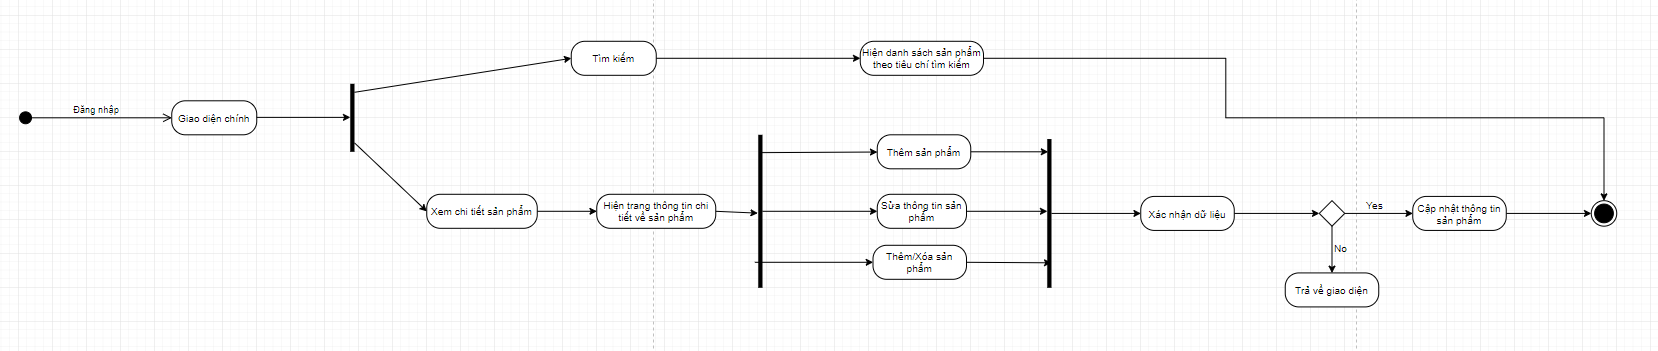 Đăng nhập
Giao diện chính
Tìm kiếm
Hiện danh sách sản phẩm
theo tiêu chí tìm kiếm
Xem chi tiết sản phẩm
Hiện trang thông tin chi
tiết về sản phẩm
Thêm sản phẩm
Sửa thông tin sản
phẩm
Thêm/Xóa sản
phẩm
Xác nhận dữ liệu
Yes
No
Cập nhật thông tin
sản phẩm
Trả về giao diện